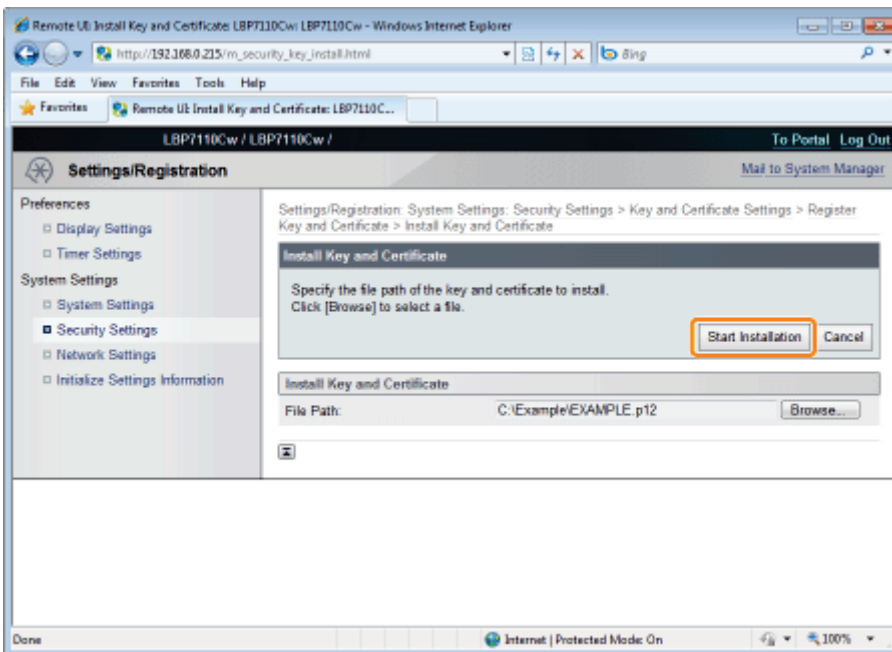 Remote UI: Install Key and Certificate: LBP7110Cw: LBP7110Cw - Windows Internet Explorer
http://192.168.0.215/m_security_key_install.html
Bing
File Edit View Favorites Tools Help
Favorites
Remote UI: Install Key and Certificate: LBP7110C...
LBP7110Cw / LBP7110Cw /
To Portal Log Out
Settings/Registration
Mail to System Manager
Preferences
Display Settings
Timer Settings
System Settings
System Settings
Security Settings
Network Settings
Initialize Settings Information
Settings/Registration: System Settings: Security Settings > Key and Certificate Settings > Register
Key and Certificate > Install Key and Certificate
Install Key and Certificate
Specify the file path of the key and certificate to install.
Click [Browse] to select a file.
Start Installation Cancel
Install Key and Certificate
File Path: C:\Example\EXAMPLE.p12 Browse...
Done
Internet | Protected Mode: On
100%